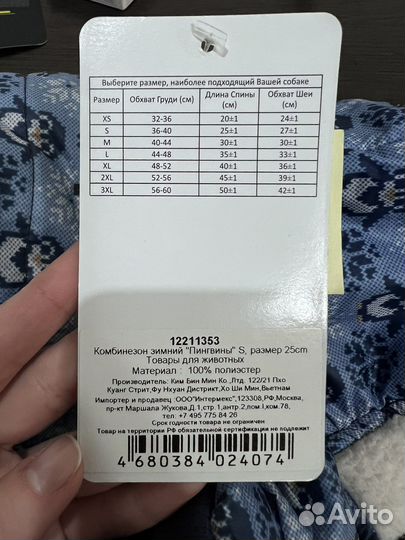 Выберите размер, наиболее подходящий Вашей собаке
Размер Обхват Груди (см) Длина Спины (см) Обхват Шеи (см)
XS 32-36 20±1 24±1
S 36-40 25±1 27±1
M 40-44 30±1 30±1
L 44-48 35±1 33±1
XL 48-52 40±1 36±1
2XL 52-56 45±1 39±1
3XL 56-60 50±1 42±1
12211353
Комбинезон зимний "Пингвины" S, размер 25cm
Товары для животных
Материал : 100% полиэстер
Производитель: Ким Бин Мин Ко.,Лтд. 122/21 Пхо
Куанг Стрит,Фу Нхуан Дистрикт,Хо Ши Мин,Вьетнам
Импортер и продавец: ООО"Интермекс",123308,РФ,Москва,
пр-кт Маршала Жукова,Д.1,стр.1,антр.2,пом.I,ком.78,
тел: +7 495 775 84 26
Срок годности товара не ограничен
Товар на территории РФ обязательной сертификации не подлежит
4 680384 024074
Avito